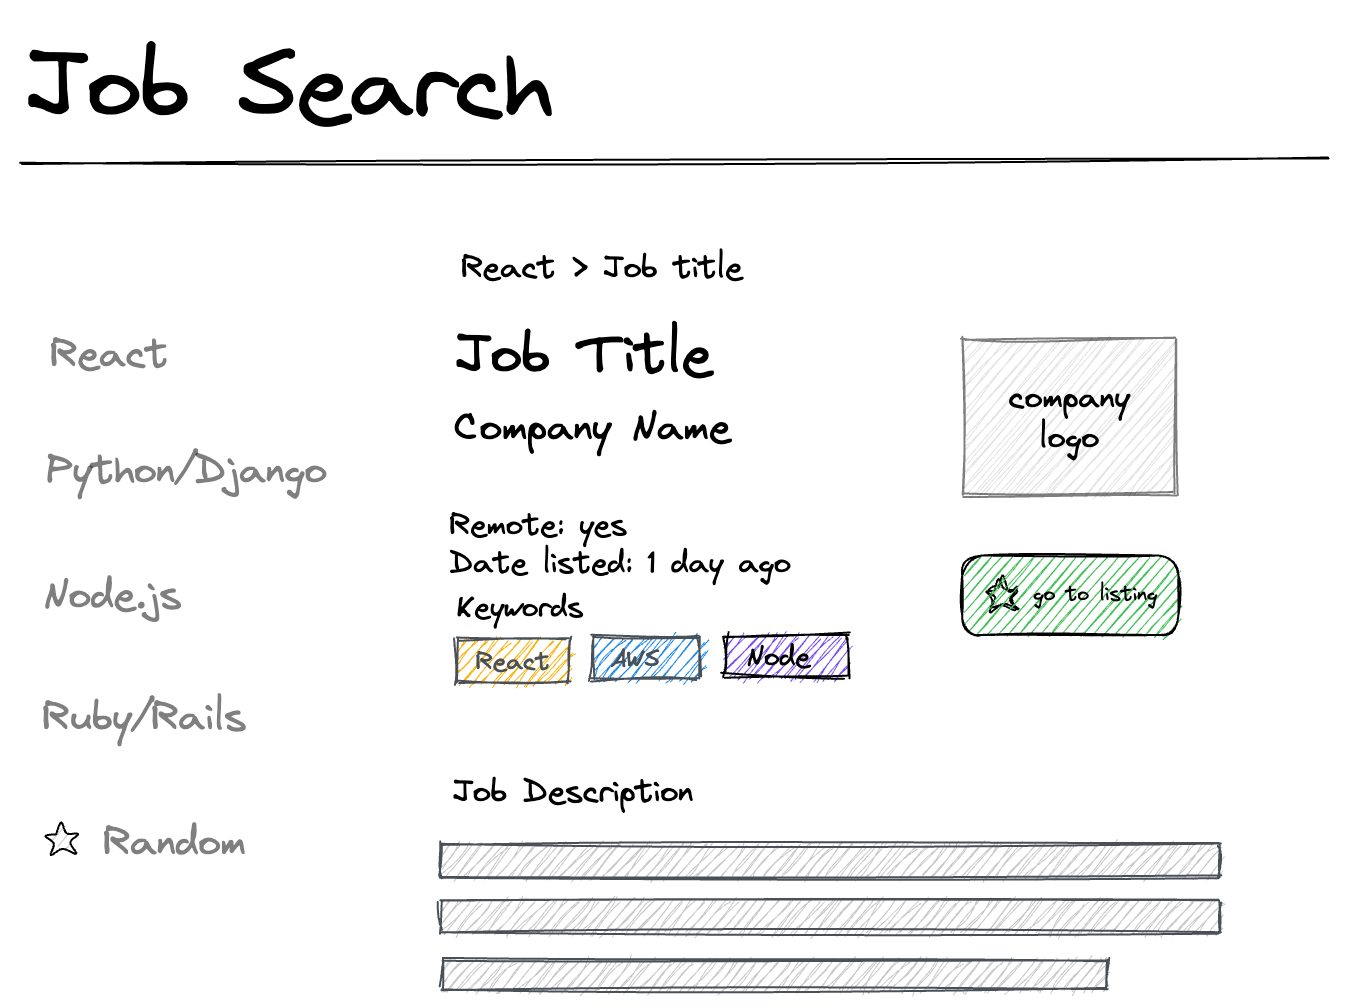 Job Search
React > Job title
React
Python/Django
Node.js
Ruby/Rails
Random
Job Title
Company Name
Remote: yes
Date listed: 1 day ago
Keywords
React AWS Node
company
logo
go to listing
Job Description